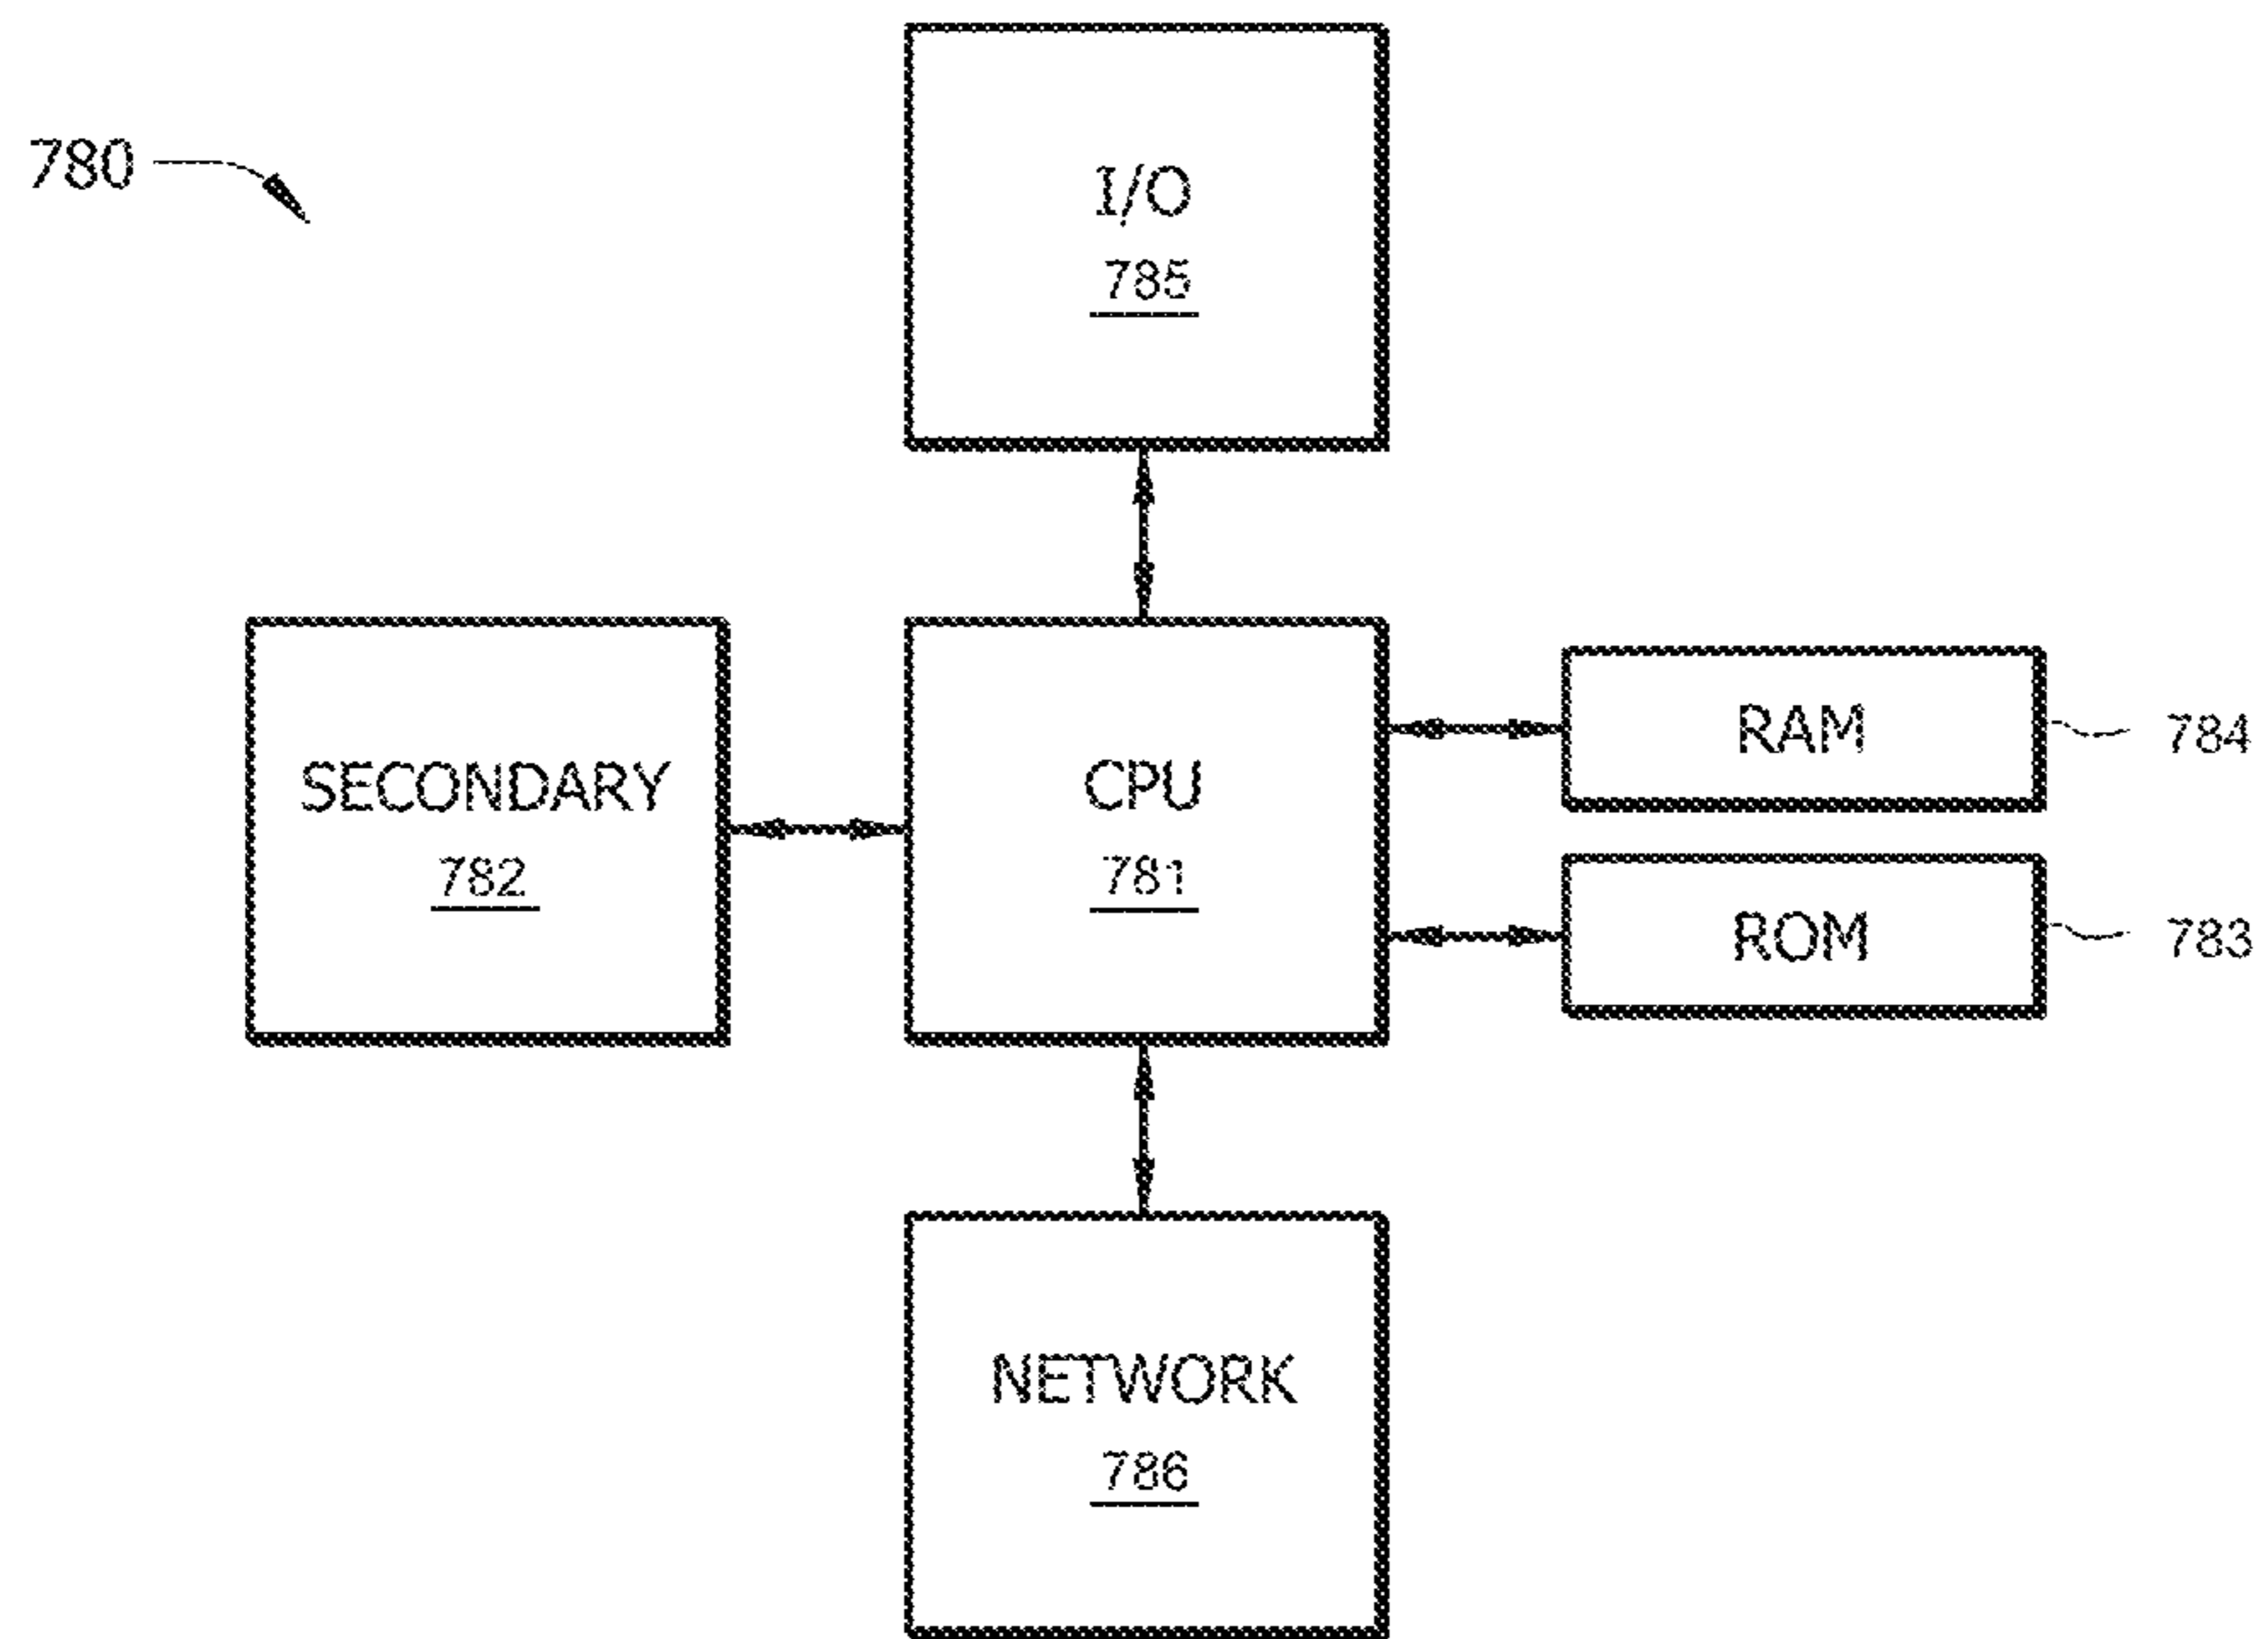 780
I/O
785
SECONDARY
782
CPU
781
RAM
784
ROM
783
NETWORK
786